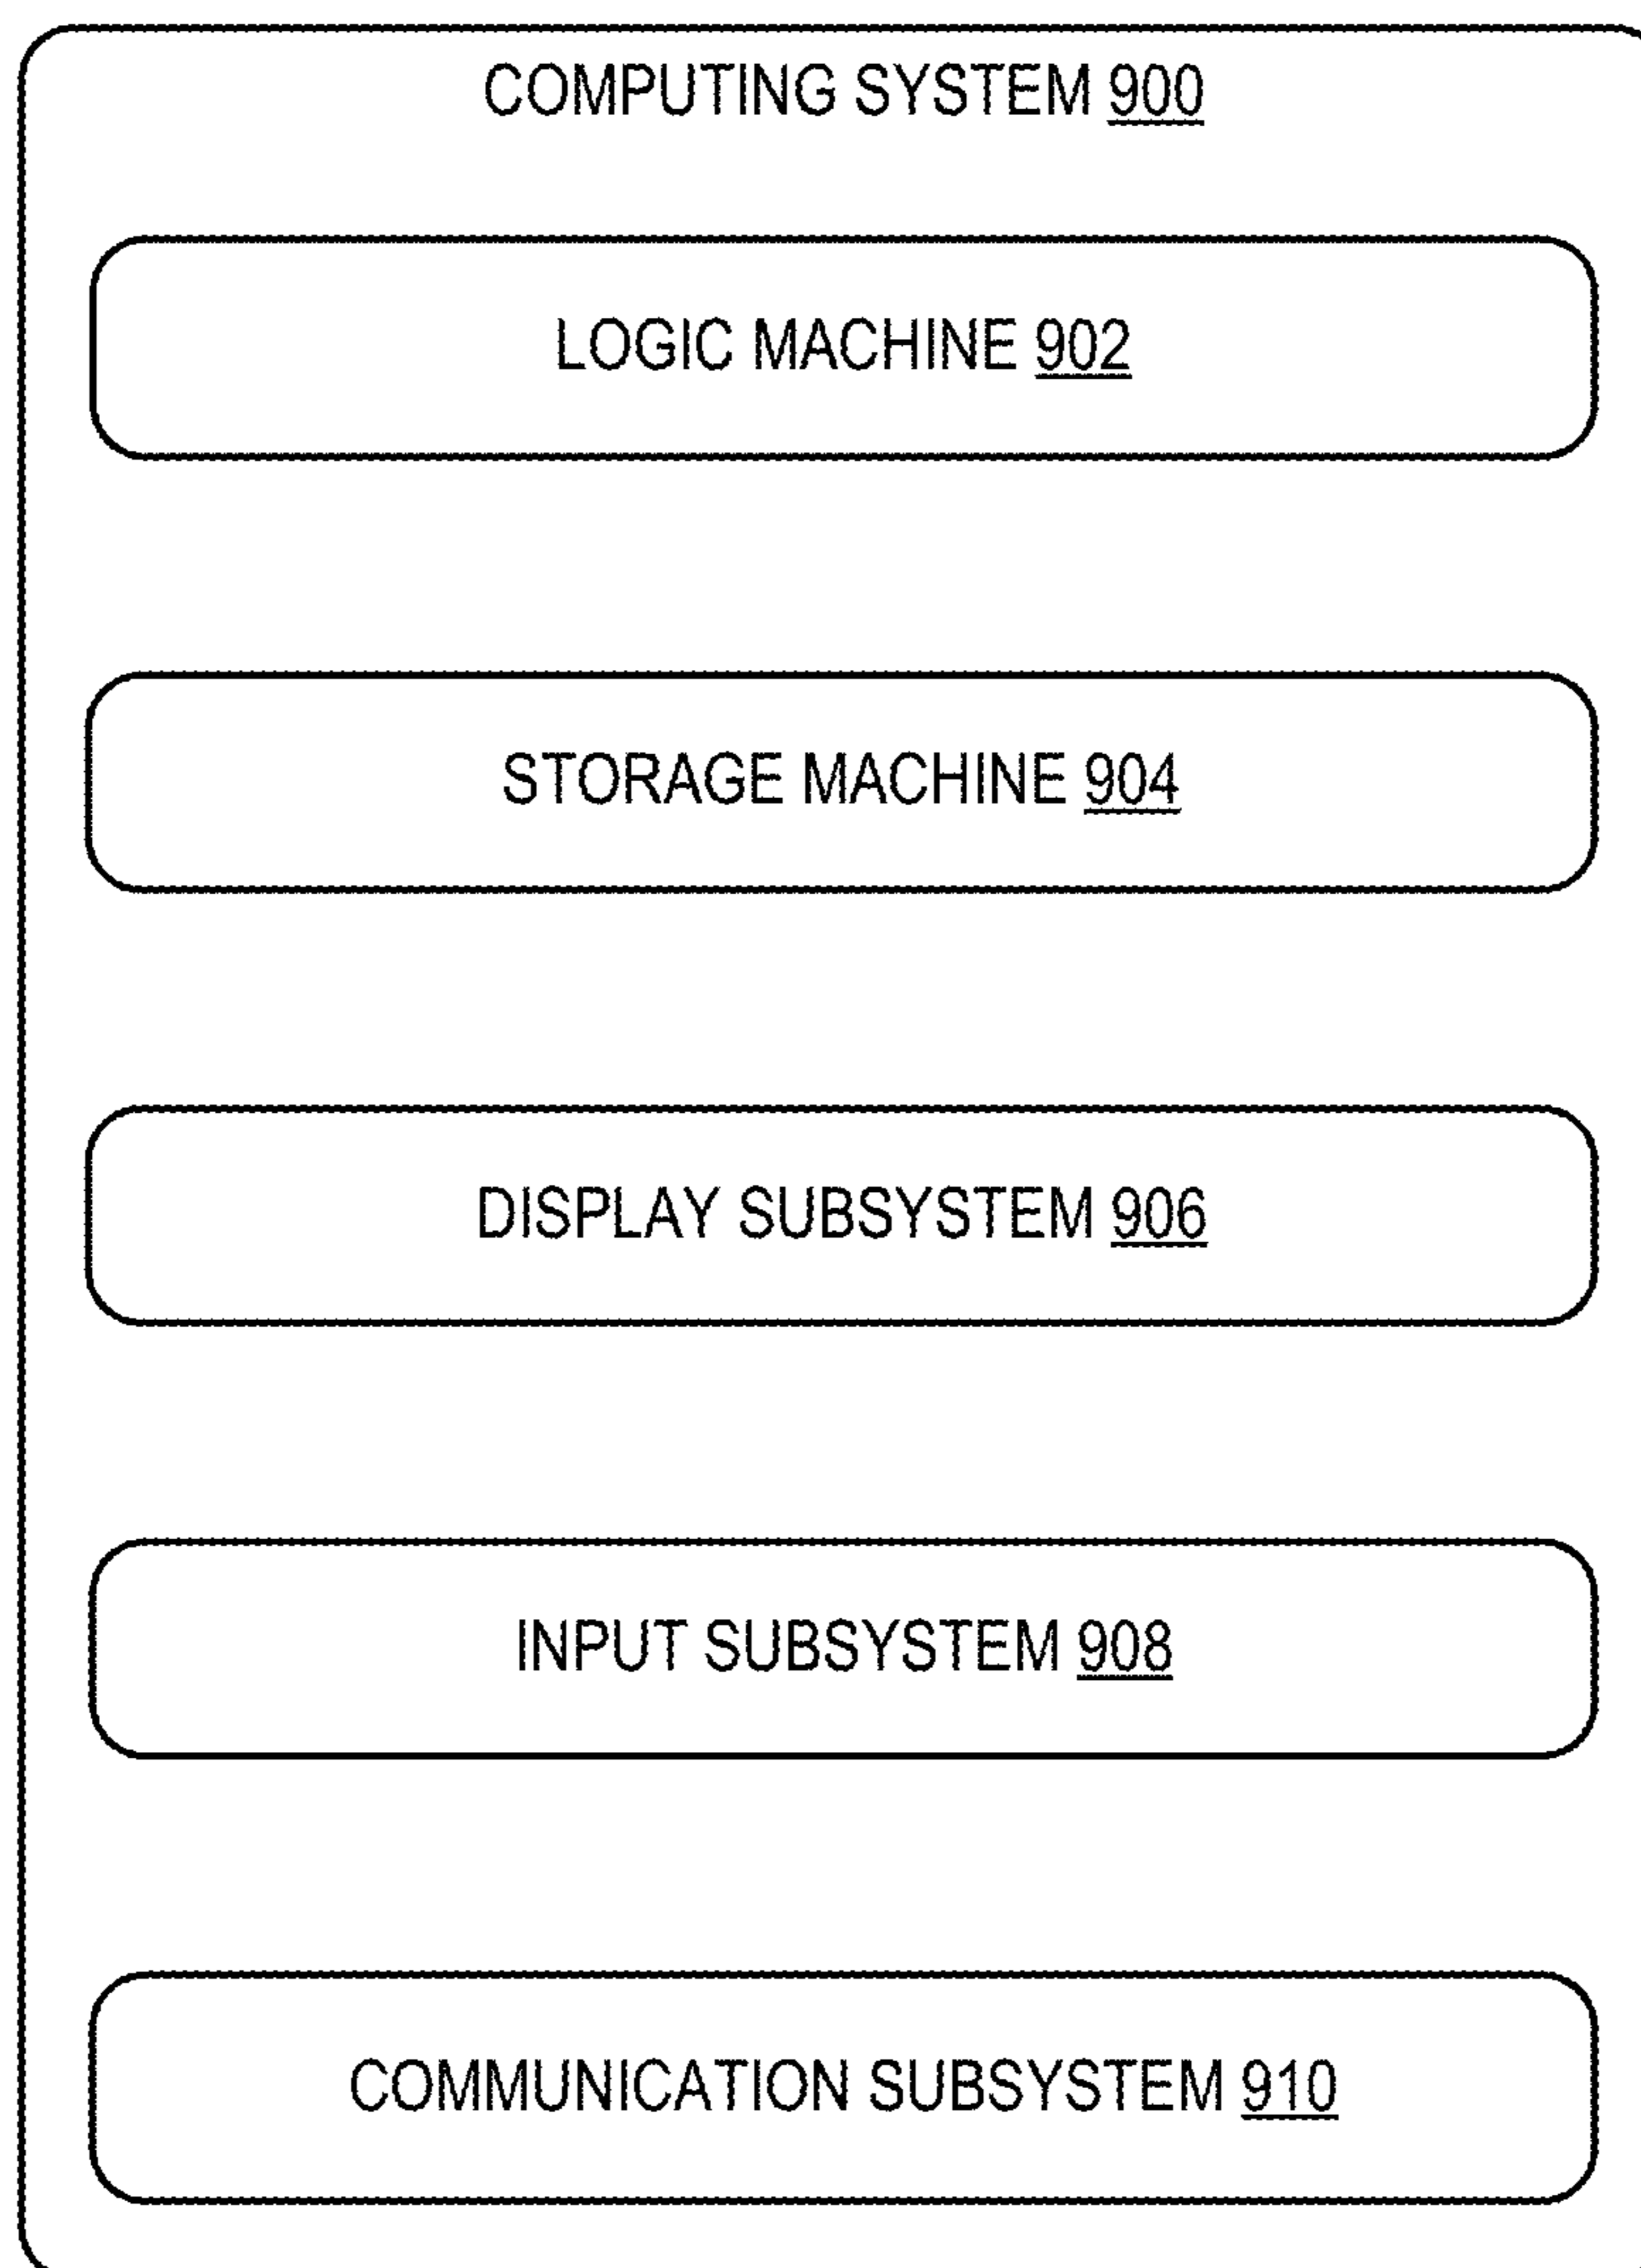 COMPUTING SYSTEM 900
LOGIC MACHINE 902
STORAGE MACHINE 904
DISPLAY SUBSYSTEM 906
INPUT SUBSYSTEM 908
COMMUNICATION SUBSYSTEM 910